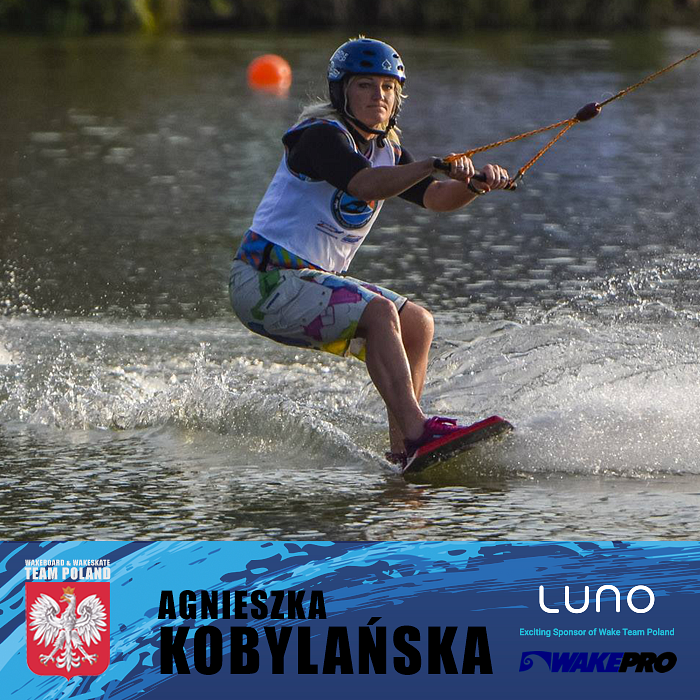 WAKEBOARD & WAKESKATE
TEAM POLAND
AGNIESZKA
KOBYLAŃSKA
LUNO
Exciting Sponsor of Wake Team Poland
WAKEPRO